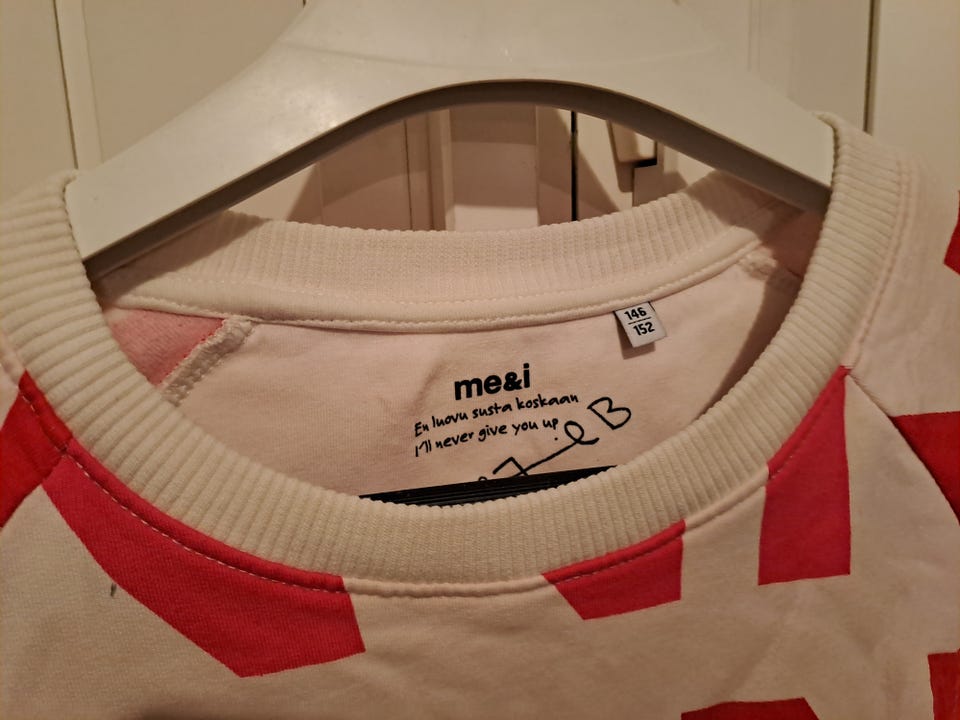 146
152
me&i
En luovu susta koskaan
I'll never give you up